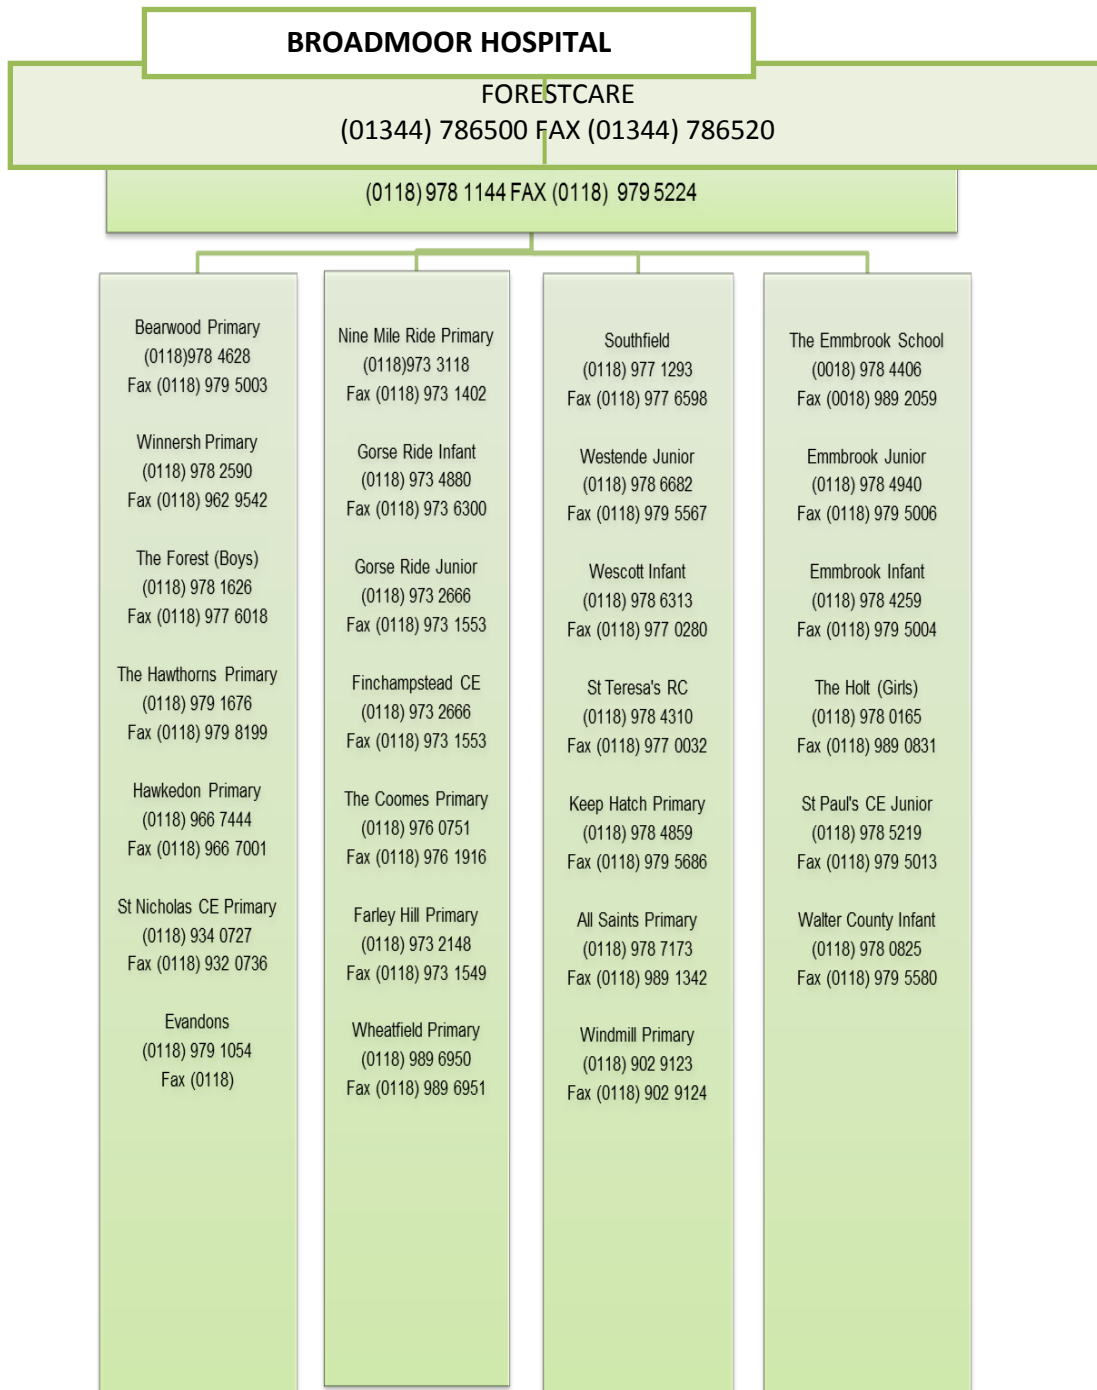 BROADMOOR HOSPITAL
FORESTCARE
(01344) 786500 FAX (01344) 786520
(0118) 978 1144 FAX (0118) 979 5224
Bearwood Primary
(0118)978 4628
Fax (0118) 979 5003
Winnersh Primary
(0118) 978 2590
Fax (0118) 962 9542
The Forest (Boys)
(0118) 978 1626
Fax (0118) 977 6018
The Hawthorns Primary
(0118) 979 1676
Fax (0118) 979 8199
Hawkedon Primary
(0118) 966 7444
Fax (0118) 966 7001
St Nicholas CE Primary
(0118) 934 0727
Fax (0118) 932 0736
Evandons
(0118) 979 1054
Fax (0118)
Nine Mile Ride Primary
(0118)973 3118
Fax (0118) 973 1402
Gorse Ride Infant
(0118) 973 4880
Fax (0118) 973 6300
Gorse Ride Junior
(0118) 973 2666
Fax (0118) 973 1553
Finchampstead CE
(0118) 973 2666
Fax (0118) 973 1553
The Coomes Primary
(0118) 976 0751
Fax (0118) 976 1916
Farley Hill Primary
(0118) 973 2148
Fax (0118) 973 1549
Wheatfield Primary
(0118) 989 6950
Fax (0118) 989 6951
Southfield
(0118) 977 1293
Fax (0118) 977 6598
Westende Junior
(0118) 978 6682
Fax (0118) 979 5567
Wescott Infant
(0118) 978 6313
Fax (0118) 977 0280
St Teresa's RC
(0118) 978 4310
Fax (0118) 977 0032
Keep Hatch Primary
(0118) 978 4859
Fax (0118) 979 5686
All Saints Primary
(0118) 978 7173
Fax (0118) 989 1342
Windmill Primary
(0118) 902 9123
Fax (0118) 902 9124
The Emmbrook School
(0018) 978 4406
Fax (0018) 989 2059
Emmbrook Junior
(0118) 978 4940
Fax (0118) 979 5006
Emmbrook Infant
(0118) 978 4259
Fax (0118) 979 5004
The Holt (Girls)
(0118) 978 0165
Fax (0118) 989 0831
St Paul's CE Junior
(0118) 978 5219
Fax (0118) 979 5013
Walter County Infant
(0118) 978 0825
Fax (0118) 979 5580